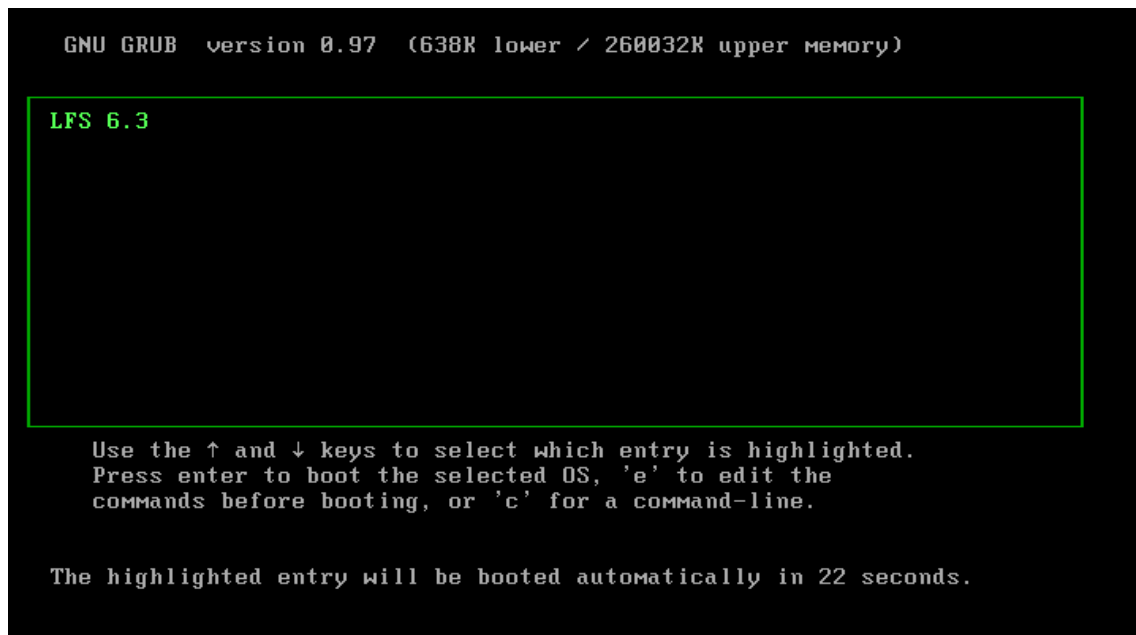 GNU GRUB  version 0.97  (638K lower / 260032K upper memory)
LFS 6.3
Use the ↑ and ↓ keys to select which entry is highlighted.
Press enter to boot the selected OS, 'e' to edit the
commands before booting, or 'c' for a command-line.
The highlighted entry will be booted automatically in 22 seconds.